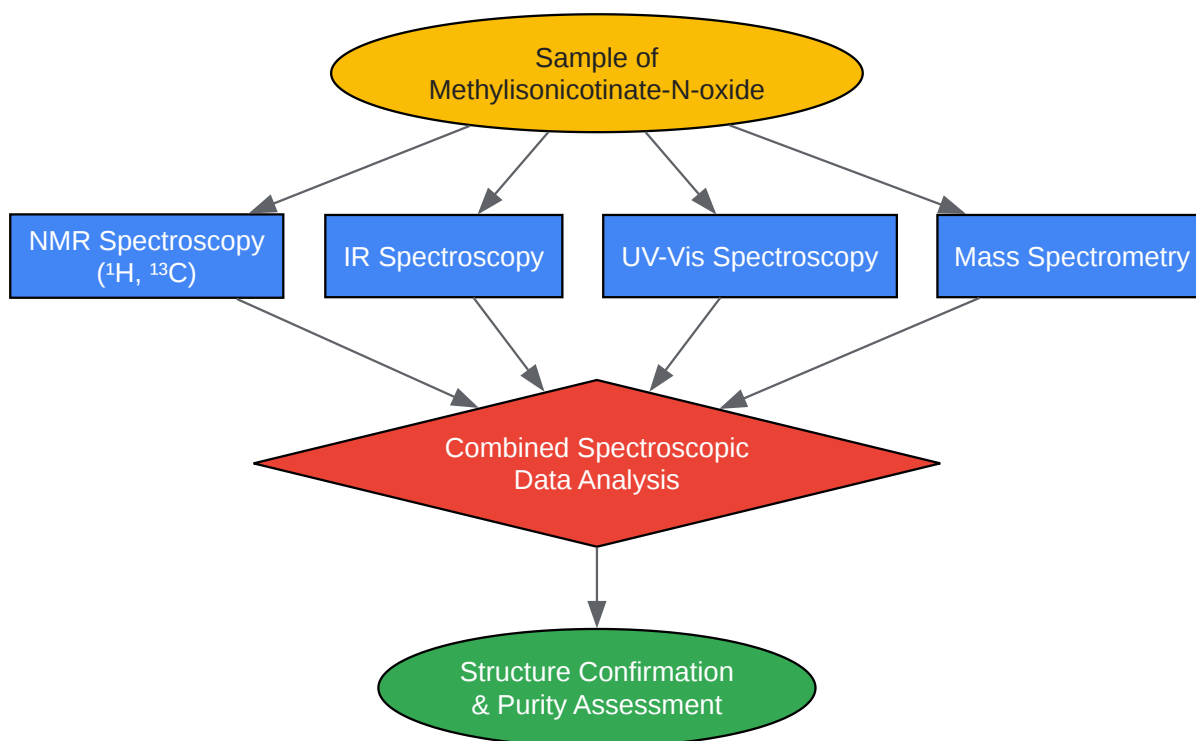 Sample of
Methylisonicotinate-N-oxide
NMR Spectroscopy
(¹H, ¹³C)
IR Spectroscopy
UV-Vis Spectroscopy
Mass Spectrometry
Combined Spectroscopic
Data Analysis
Structure Confirmation
& Purity Assessment